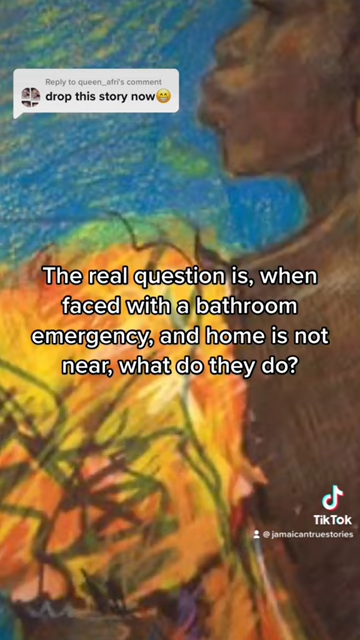 Reply to queen_afri's comment
drop this story now😁
The real question is, when
faced with a bathroom
emergency, and home is not
near, what do they do?
TikTok
@jamaicantruestories